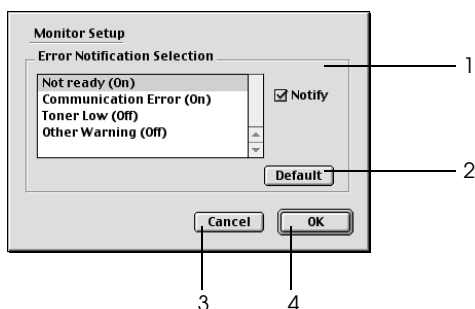 Monitor Setup
Error Notification Selection
1
Not ready (On)
Communication Error (On)
Notify
Toner Low (Off)
Other Warning (Off)
Default
2
Cancel
OK
3
4